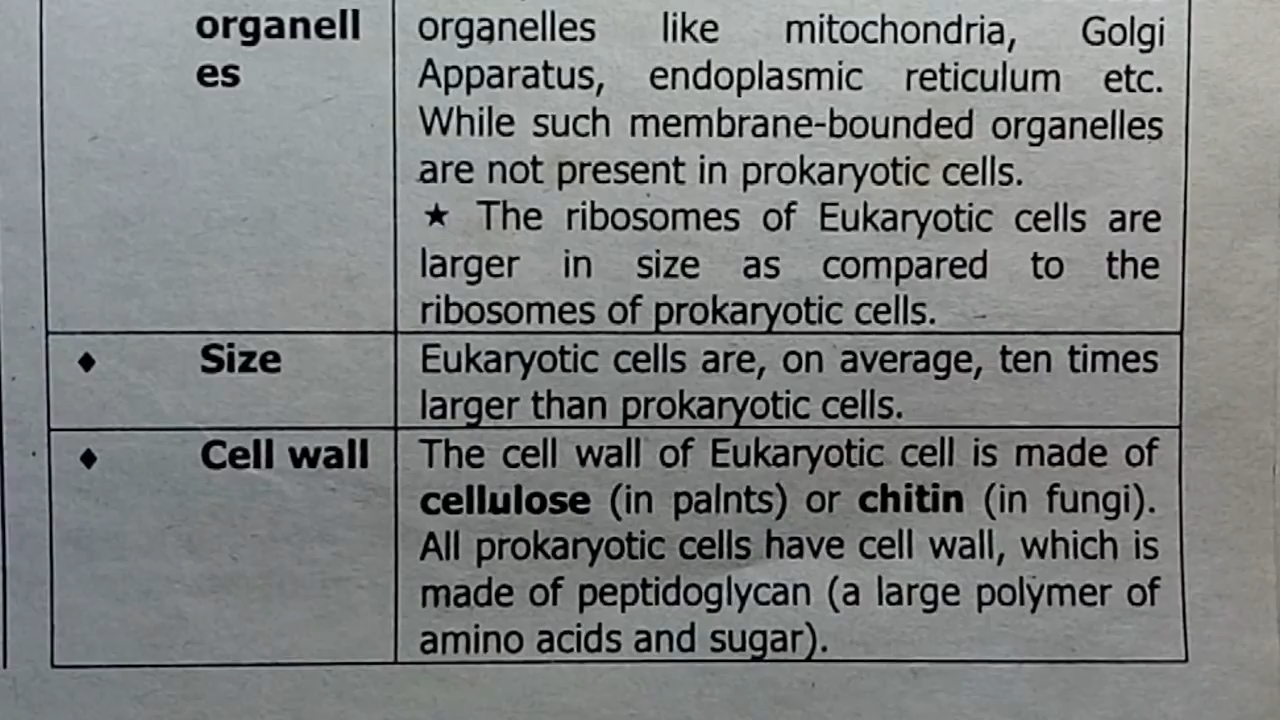 organell
es
organelles like mitochondria, Golgi
Apparatus, endoplasmic reticulum etc.
While such membrane-bounded organelles
are not present in prokaryotic cells.
★ The ribosomes of Eukaryotic cells are
larger in size as compared to the
ribosomes of prokaryotic cells.
♦ Size
Eukaryotic cells are, on average, ten times
larger than prokaryotic cells.
♦ Cell wall
The cell wall of Eukaryotic cell is made of
cellulose (in palnts) or chitin (in fungi).
All prokaryotic cells have cell wall, which is
made of peptidoglycan (a large polymer of
amino acids and sugar).